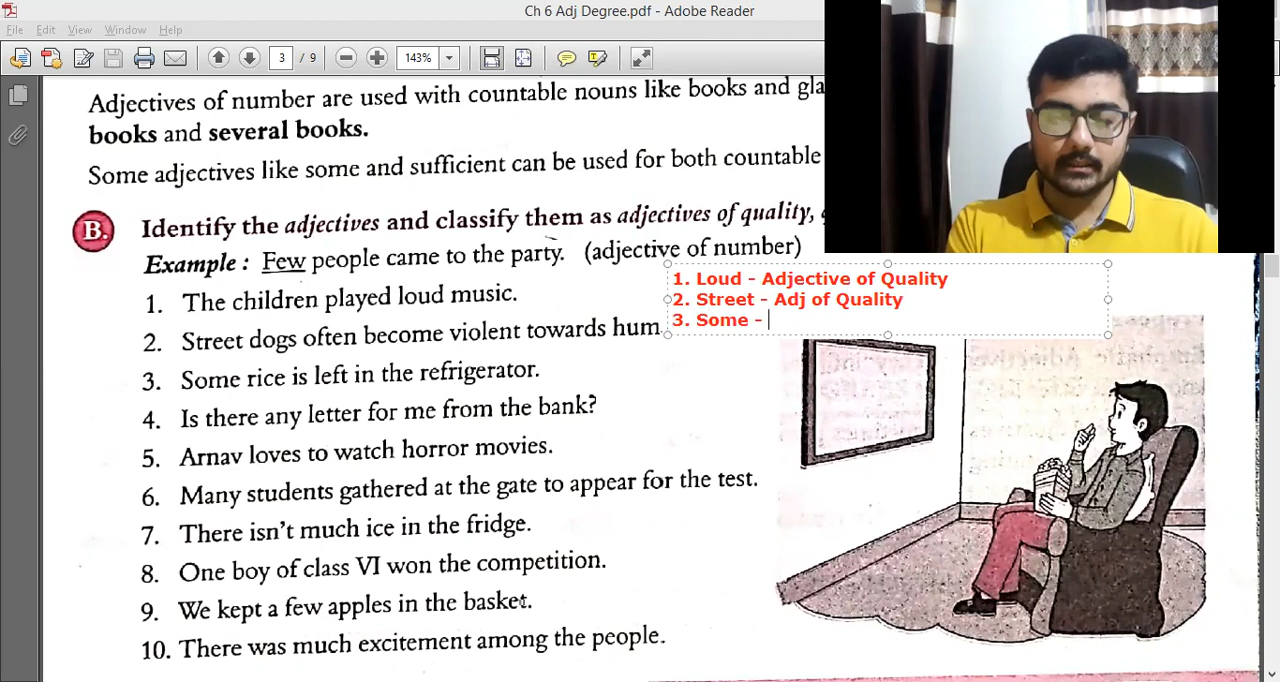 Ch 6 Adj Degree.pdf - Adobe Reader
File Edit View Window Help
3 / 9 143%
Adjectives of number are used with countable nouns like books and gla
books and several books.
Some adjectives like some and sufficient can be used for both countable
B. Identify the adjectives and classify them as adjectives of quality,
Example : Few people came to the party. (adjective of number)
1. Loud - Adjective of Quality
2. Street - Adj of Quality
3. Some -
1. The children played loud music.
2. Street dogs often become violent towards hum
3. Some rice is left in the refrigerator.
4. Is there any letter for me from the bank?
5. Arnav loves to watch horror movies.
6. Many students gathered at the gate to appear for the test.
7. There isn't much ice in the fridge.
8. One boy of class VI won the competition.
9. We kept a few apples in the basket.
10. There was much excitement among the people.